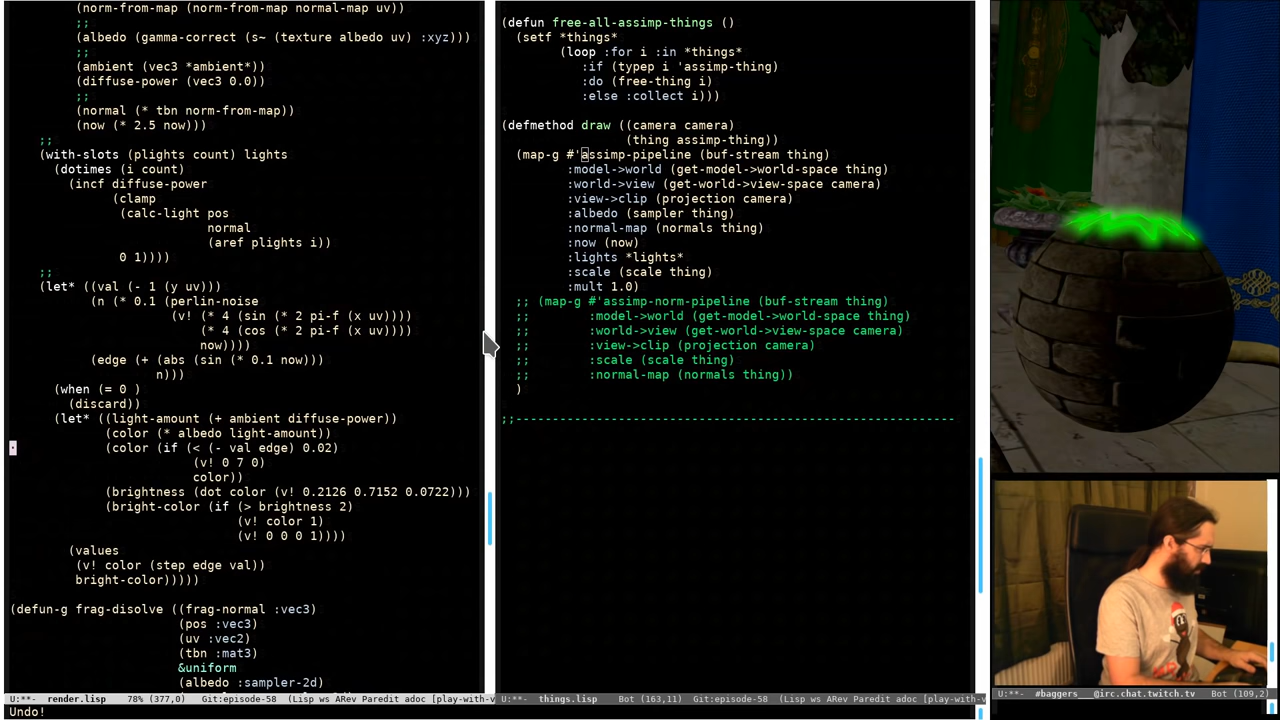 (norm-from-map (norm-from-map normal-map uv))
;;
(albedo (gamma-correct (s~ (texture albedo uv) :xyz)))
;;
(ambient (vec3 *ambient*))
(diffuse-power (vec3 0.0))
;;
(normal (* tbn norm-from-map))
(now (* 2.5 now)))
;;
(with-slots (plights count) lights
(dotimes (i count)
(incf diffuse-power
(clamp
(calc-light pos
normal
(aref plights i))
0 1))))
;;
(let* ((val (- 1 (y uv)))
(n (* 0.1 (perlin-noise
(v! (* 4 (sin (* 2 pi-f (x uv))))
(* 4 (cos (* 2 pi-f (x uv))))
now))))
(edge (+ (abs (sin (* 0.1 now)))
n)))
(when (= 0 )
(discard))
(let* ((light-amount (+ ambient diffuse-power))
(color (* albedo light-amount))
(color (if (< (- val edge) 0.02)
(v! 0 7 0)
color))
(brightness (dot color (v! 0.2126 0.7152 0.0722)))
(bright-color (if (> brightness 2)
(v! color 1)
(v! 0 0 0 1))))
(values
(v! color (step edge val))
bright-color)))))
(defun-g frag-disolve ((frag-normal :vec3)
(pos :vec3)
(uv :vec2)
(tbn :mat3)
&uniform
(albedo :sampler-2d)
U:**-  render.lisp   78% (377,0)   Git:episode-58  (Lisp ws ARev Paredit adoc [play-with-v
Undo!
(defun free-all-assimp-things ()
(setf *things*
(loop :for i :in *things*
:if (typep i 'assimp-thing)
:do (free-thing i)
:else :collect i)))
(defmethod draw ((camera camera)
(thing assimp-thing))
(map-g #'assimp-pipeline (buf-stream thing)
:model->world (get-model->world-space thing)
:world->view (get-world->view-space camera)
:view->clip (projection camera)
:albedo (sampler thing)
:normal-map (normals thing)
:now (now)
:lights *lights*
:scale (scale thing)
:mult 1.0)
;; (map-g #'assimp-norm-pipeline (buf-stream thing)
;;        :model->world (get-model->world-space thing)
;;        :world->view (get-world->view-space camera)
;;        :view->clip (projection camera)
;;        :scale (scale thing)
;;        :normal-map (normals thing))
)
;;------------------------------------------------------------
U:**-  things.lisp    Bot (163,11)   Git:episode-58  (Lisp ws ARev Paredit adoc [play-with-v
U:**-  #baggers___@irc.chat.twitch.tv   Bot (109,2)